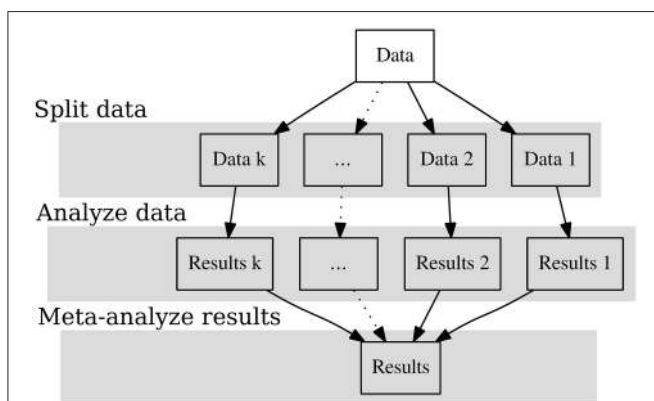 Data
Split data
Data k
...
Data 2
Data 1
Analyze data
Results k
...
Results 2
Results 1
Meta-analyze results
Results